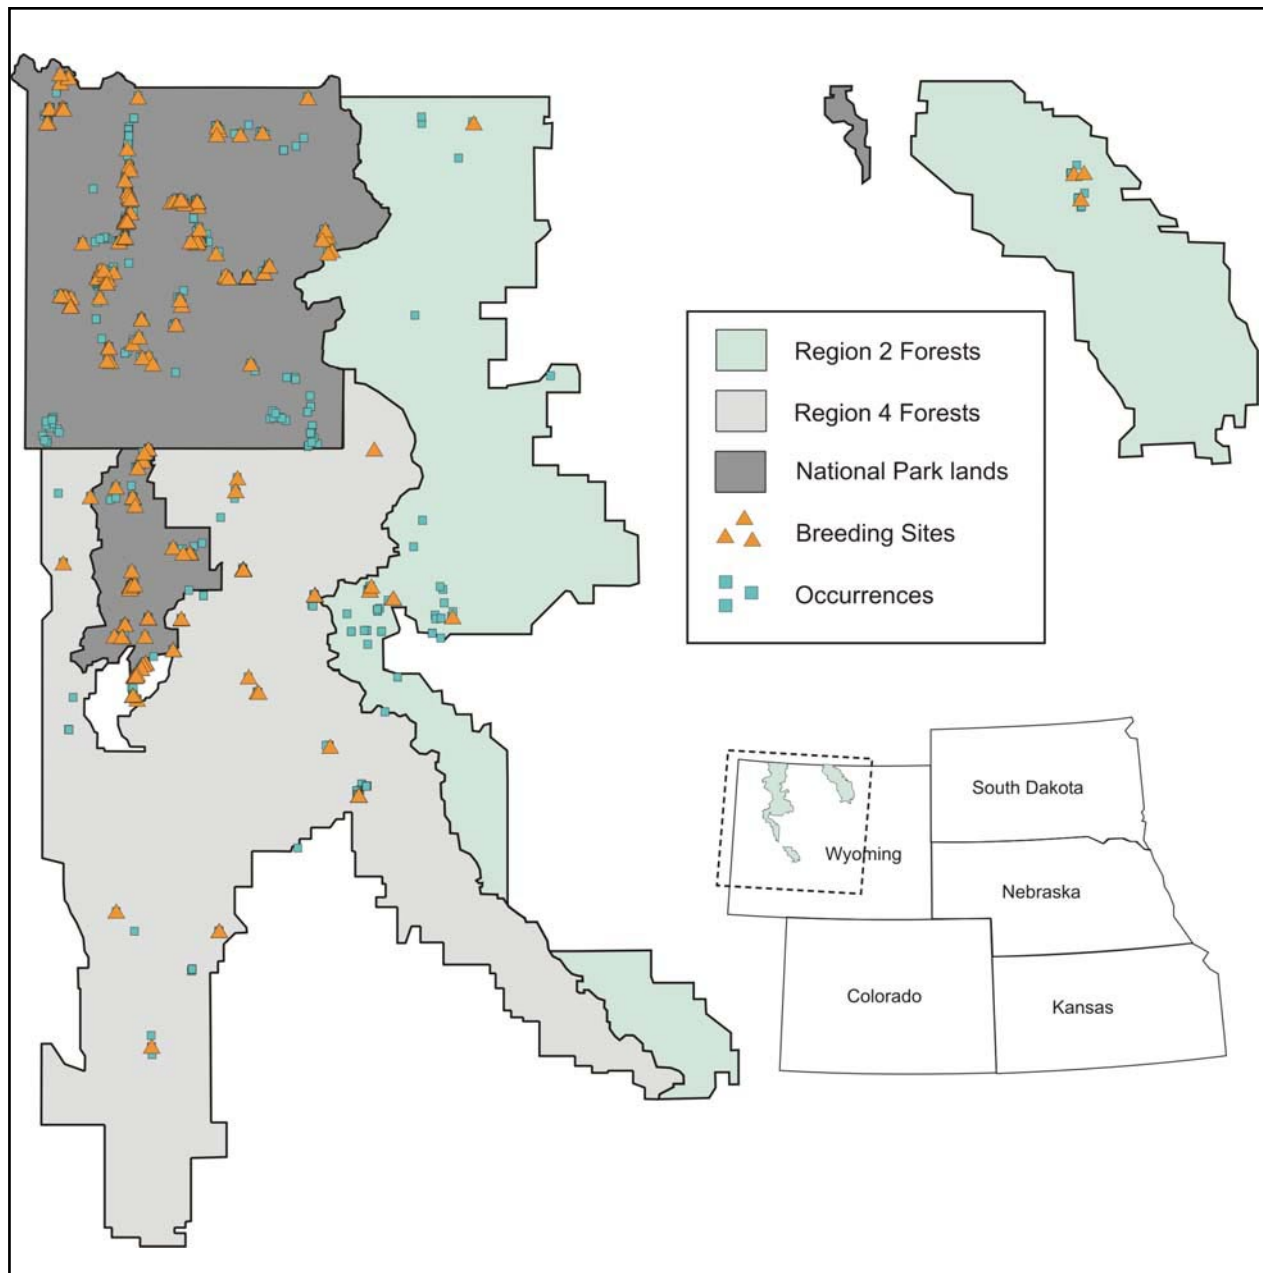 Region 2 Forests
Region 4 Forests
National Park lands
Breeding Sites
Occurrences
South Dakota
Wyoming
Nebraska
Colorado
Kansas